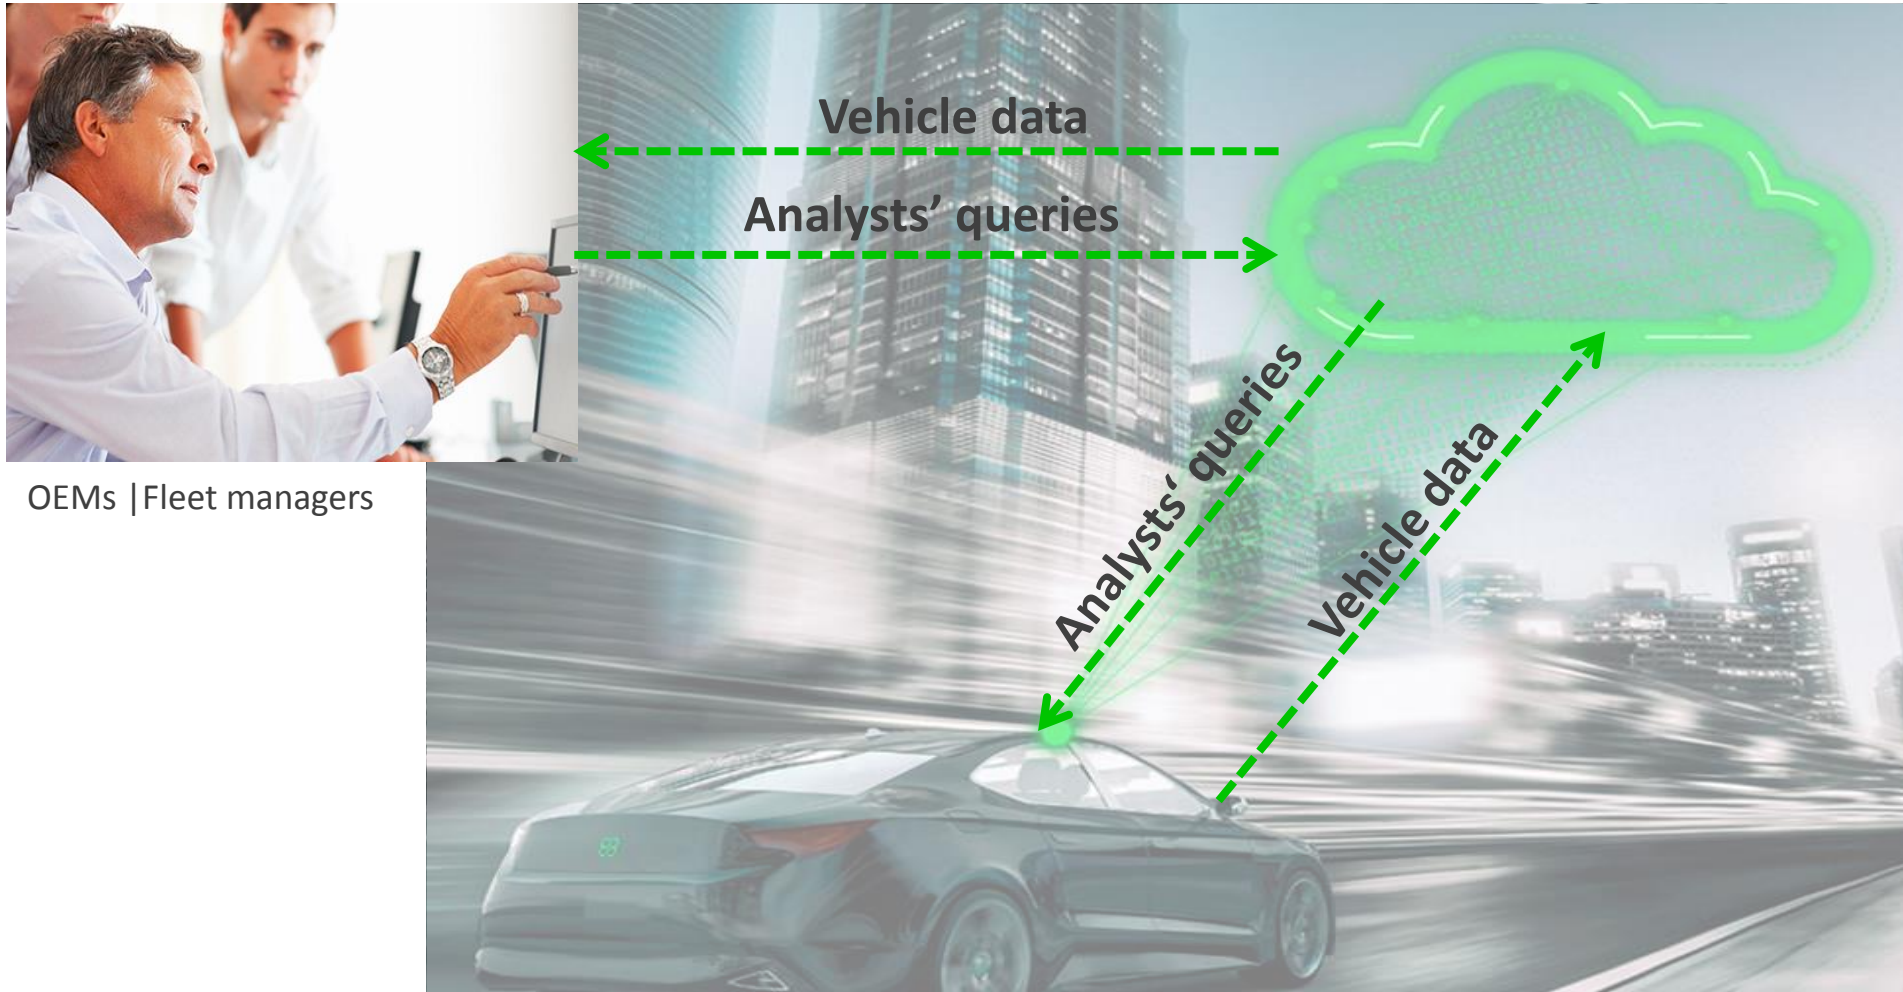 Vehicle data
Analysts’ queries
OEMs |Fleet managers
Analysts‘ queries
Vehicle data